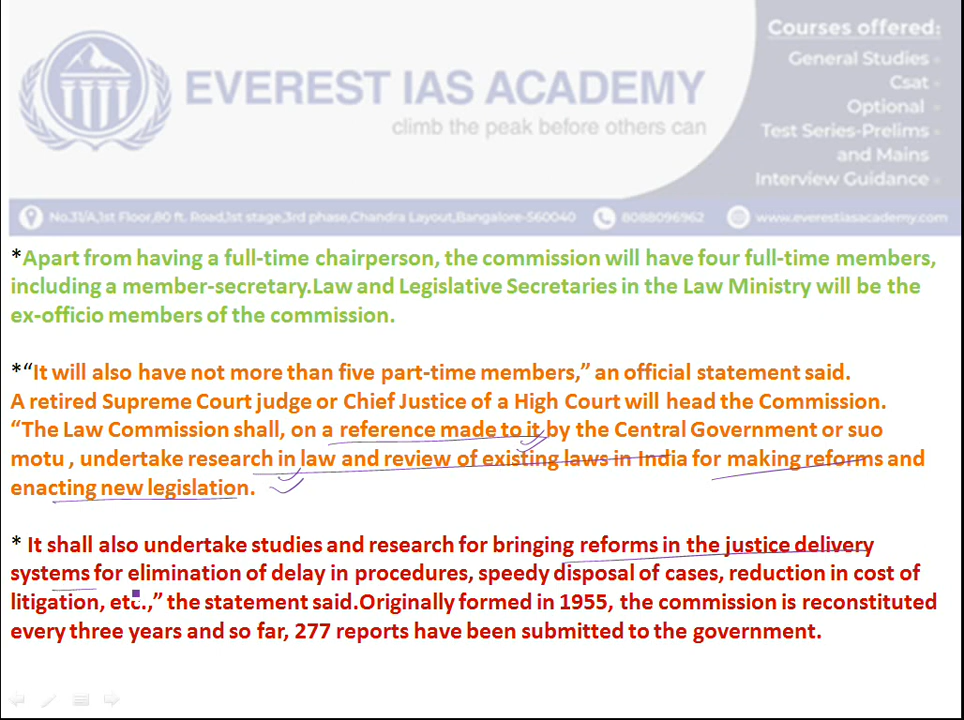 Courses offered:
General Studies
Csat
Optional
Test Series-Prelims
and Mains
Interview Guidance
EVEREST IAS ACADEMY
climb the peak before others can
No.31/A,1st Floor,80 ft. Road,1st stage,3rd phase,Chandra Layout,Bangalore-560040 8088096962 www.everestiasacademy.com
*Apart from having a full-time chairperson, the commission will have four full-time members,
including a member-secretary.Law and Legislative Secretaries in the Law Ministry will be the
ex-officio members of the commission.
*“It will also have not more than five part-time members,” an official statement said.
A retired Supreme Court judge or Chief Justice of a High Court will head the Commission.
“The Law Commission shall, on a reference made to it by the Central Government or suo
motu , undertake research in law and review of existing laws in India for making reforms and
enacting new legislation.
* It shall also undertake studies and research for bringing reforms in the justice delivery
systems for elimination of delay in procedures, speedy disposal of cases, reduction in cost of
litigation, etc.,” the statement said.Originally formed in 1955, the commission is reconstituted
every three years and so far, 277 reports have been submitted to the government.